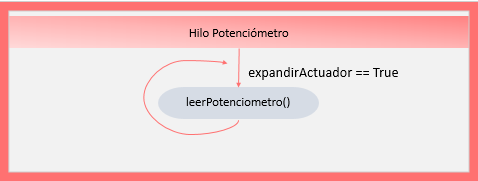 Hilo Potenciómetro
expandirActuador == True
leerPotenciometro()